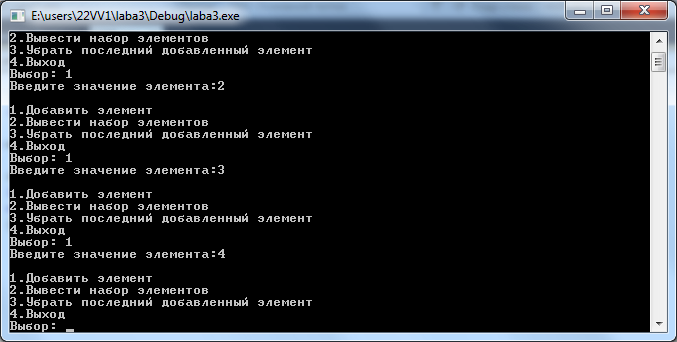 E:\users\22VV1\laba3\Debug\laba3.exe
2.Вывести набор элементов
3.Убрать последний добавленный элемент
4.Выход
Выбор: 1
Введите значение элемента:2
1.Добавить элемент
2.Вывести набор элементов
3.Убрать последний добавленный элемент
4.Выход
Выбор: 1
Введите значение элемента:3
1.Добавить элемент
2.Вывести набор элементов
3.Убрать последний добавленный элемент
4.Выход
Выбор: 1
Введите значение элемента:4
1.Добавить элемент
2.Вывести набор элементов
3.Убрать последний добавленный элемент
4.Выход
Выбор: _